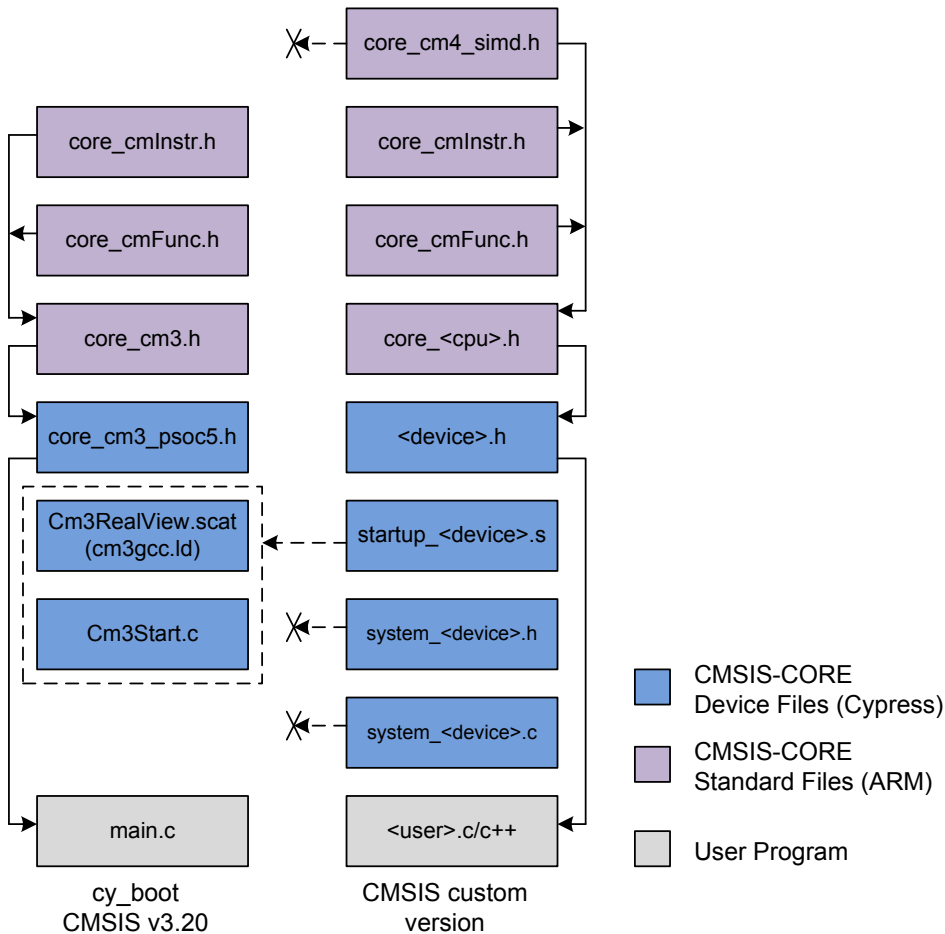 core_cm4_simd.h
core_cmInstr.h
core_cmInstr.h
core_cmFunc.h
core_cmFunc.h
core_cm3.h
core_<cpu>.h
core_cm3_psoc5.h
<device>.h
Cm3RealView.scat
(cm3gcc.ld)
startup_<device>.s
Cm3Start.c
system_<device>.h
system_<device>.c
main.c
<user>.c/c++
cy_boot
CMSIS v3.20
CMSIS custom
version
CMSIS-CORE
Device Files (Cypress)
CMSIS-CORE
Standard Files (ARM)
User Program